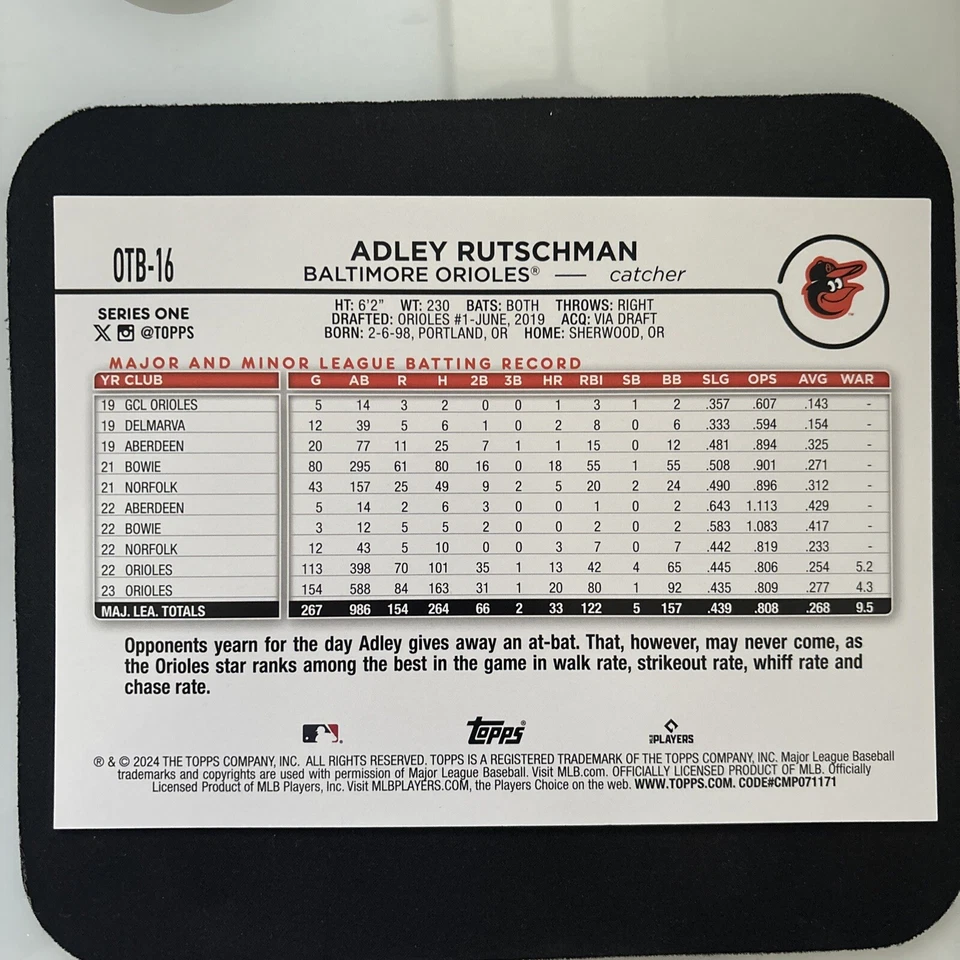 OTB-16
ADLEY RUTSCHMAN
BALTIMORE ORIOLES® — catcher
SERIES ONE
X @TOPPS
HT: 6'2" WT: 230 BATS: BOTH THROWS: RIGHT
DRAFTED: ORIOLES #1-JUNE, 2019 ACQ: VIA DRAFT
BORN: 2-6-98, PORTLAND, OR HOME: SHERWOOD, OR
MAJOR AND MINOR LEAGUE BATTING RECORD
YR CLUB G AB R H 2B 3B HR RBI SB BB SLG OPS AVG WAR
19 GCL ORIOLES 5 14 3 2 0 0 1 3 1 2 .357 .607 .143 -
19 DELMARVA 12 39 5 6 1 0 2 8 0 6 .333 .594 .154 -
19 ABERDEEN 20 77 11 25 7 1 1 15 0 12 .481 .894 .325 -
21 BOWIE 80 295 61 80 16 0 18 55 1 55 .508 .901 .271 -
21 NORFOLK 43 157 25 49 9 2 5 20 2 24 .490 .896 .312 -
22 ABERDEEN 5 14 2 6 3 0 0 1 0 2 .643 1.113 .429 -
22 BOWIE 3 12 5 5 2 0 0 2 0 2 .583 1.083 .417 -
22 NORFOLK 12 43 5 10 0 0 3 7 0 7 .442 .819 .233 -
22 ORIOLES 113 398 70 101 35 1 13 42 4 65 .445 .806 .254 5.2
23 ORIOLES 154 588 84 163 31 1 20 80 1 92 .435 .809 .277 4.3
MAJ. LEA. TOTALS 267 986 154 264 66 2 33 122 5 157 .439 .808 .268 9.5
Opponents yearn for the day Adley gives away an at-bat. That, however, may never come, as
the Orioles star ranks among the best in the game in walk rate, strikeout rate, whiff rate and
chase rate.
TOPPS® PLAYERS
® & © 2024 THE TOPPS COMPANY, INC. ALL RIGHTS RESERVED. TOPPS IS A REGISTERED TRADEMARK OF THE TOPPS COMPANY, INC. Major League Baseball
trademarks and copyrights are used with permission of Major League Baseball. Visit MLB.com. OFFICIALLY LICENSED PRODUCT OF MLB. Officially
Licensed Product of MLB Players, Inc. Visit MLBPLAYERS.COM, the Players Choice on the web. WWW.TOPPS.COM. CODE#CMP071171